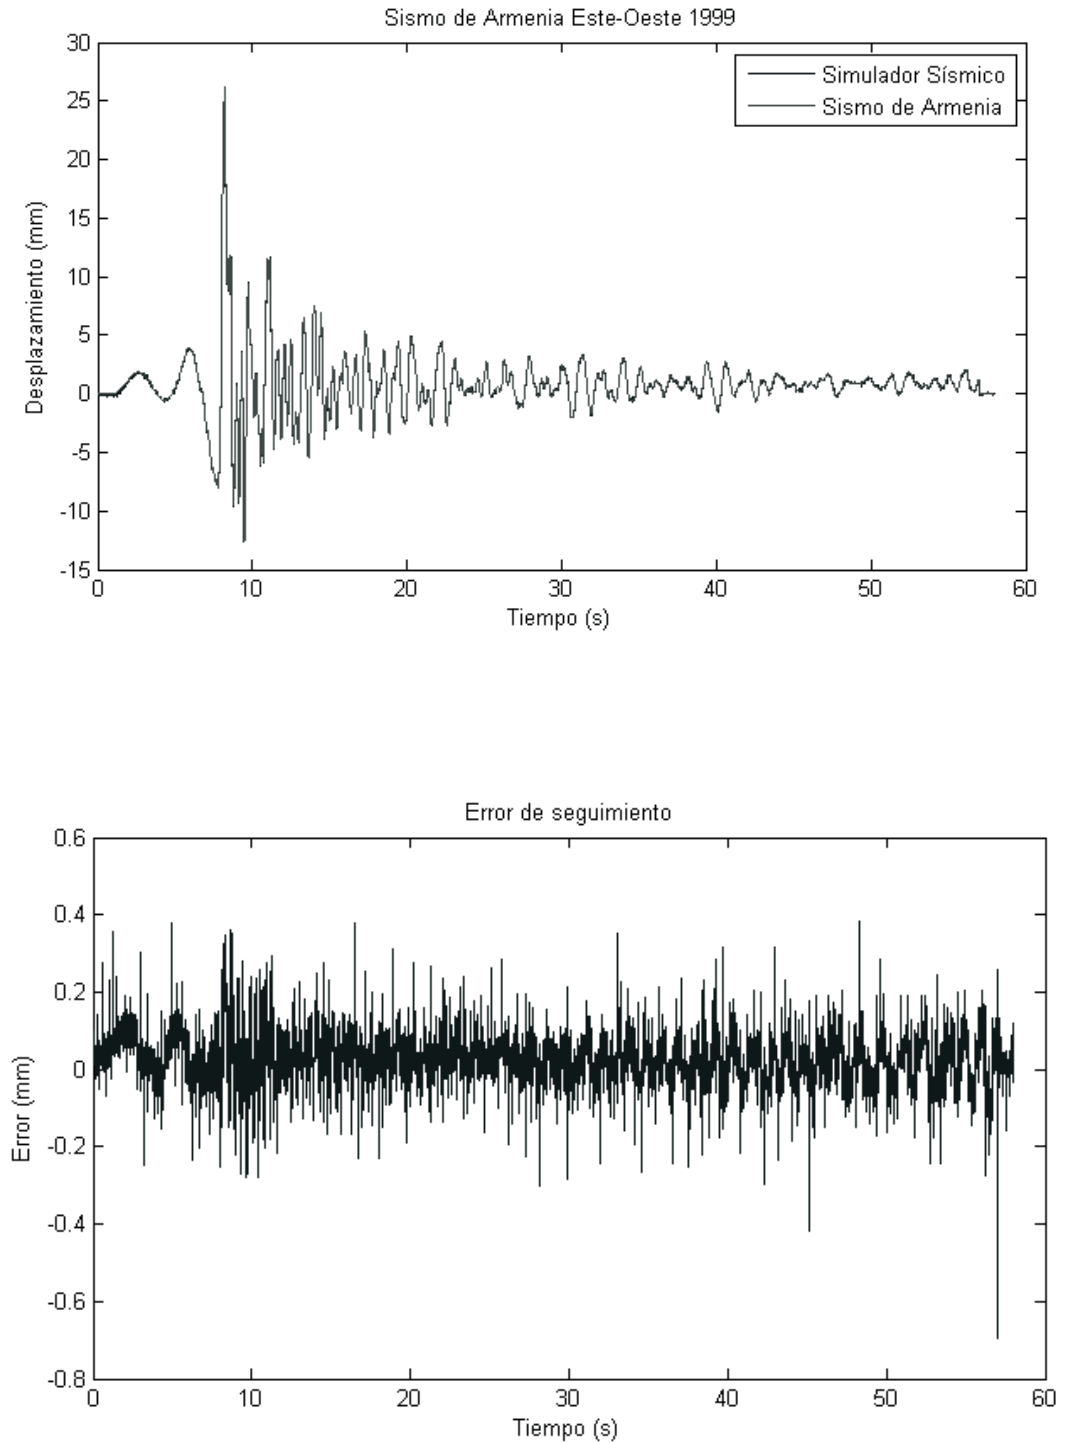 Sismo de Armenia Este-Oeste 1999
30
25
20
15
10
5
0
-5
-10
-15
Desplazamiento (mm)
Simulador Sísmico
Sismo de Armenia
0 10 20 30 40 50 60
Tiempo (s)
Error de seguimiento
0.6
0.4
0.2
0
-0.2
-0.4
-0.6
-0.8
Error (mm)
0 10 20 30 40 50 60
Tiempo (s)